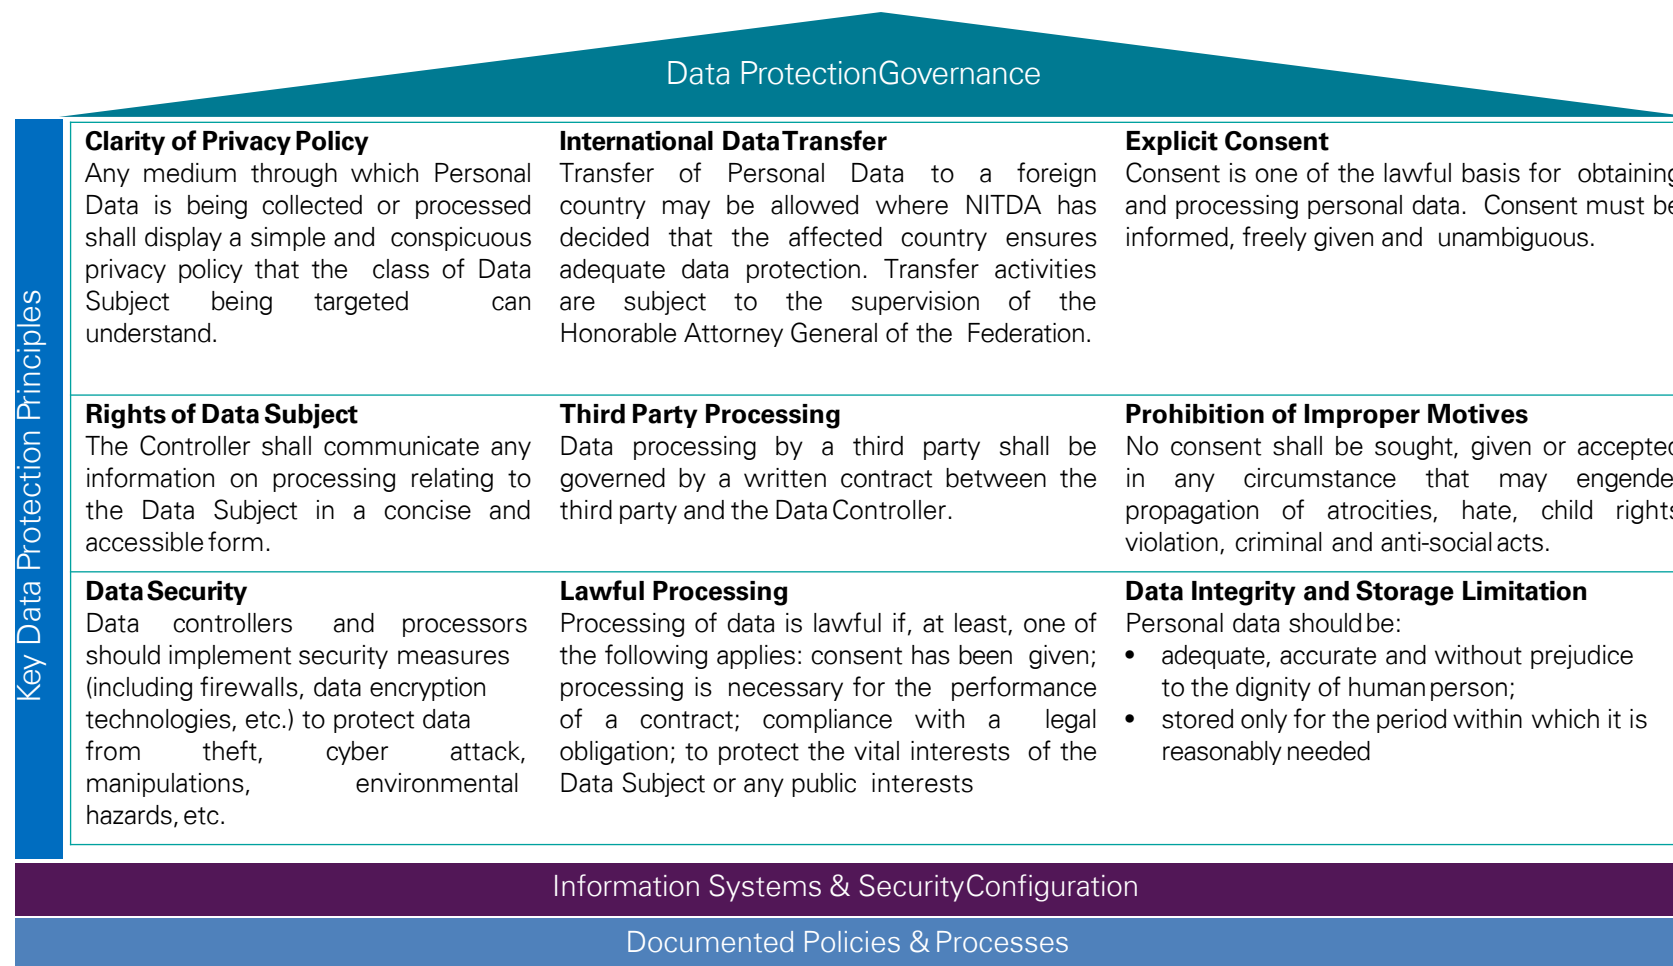 Data ProtectionGovernance
Key Data Protection Principles
Clarity of Privacy Policy
Any medium through which Personal
Data is being collected or processed
shall display a simple and conspicuous
privacy policy that the class of Data
Subject being targeted can
understand.
International Data Transfer
Transfer of Personal Data to a foreign
country may be allowed where NITDA has
decided that the affected country ensures
adequate data protection. Transfer activities
are subject to the supervision of the
Honorable Attorney General of the Federation.
Explicit Consent
Consent is one of the lawful basis for obtaining
and processing personal data. Consent must be
informed, freely given and unambiguous.
Rights of Data Subject
The Controller shall communicate any
information on processing relating to
the Data Subject in a concise and
accessible form.
Third Party Processing
Data processing by a third party shall be
governed by a written contract between the
third party and the Data Controller.
Prohibition of Improper Motives
No consent shall be sought, given or accepted
in any circumstance that may engende
propagation of atrocities, hate, child rights
violation, criminal and anti-social acts.
Data Security
Data controllers and processors
should implement security measures
(including firewalls, data encryption
technologies, etc.) to protect data
from theft, cyber attack,
manipulations, environmental
hazards, etc.
Lawful Processing
Processing of data is lawful if, at least, one of
the following applies: consent has been given;
processing is necessary for the performance
of a contract; compliance with a legal
obligation; to protect the vital interests of the
Data Subject or any public interests
Data Integrity and Storage Limitation
Personal data should be:
• adequate, accurate and without prejudice
to the dignity of human person;
• stored only for the period within which it is
reasonably needed
Information Systems & SecurityConfiguration
Documented Policies & Processes